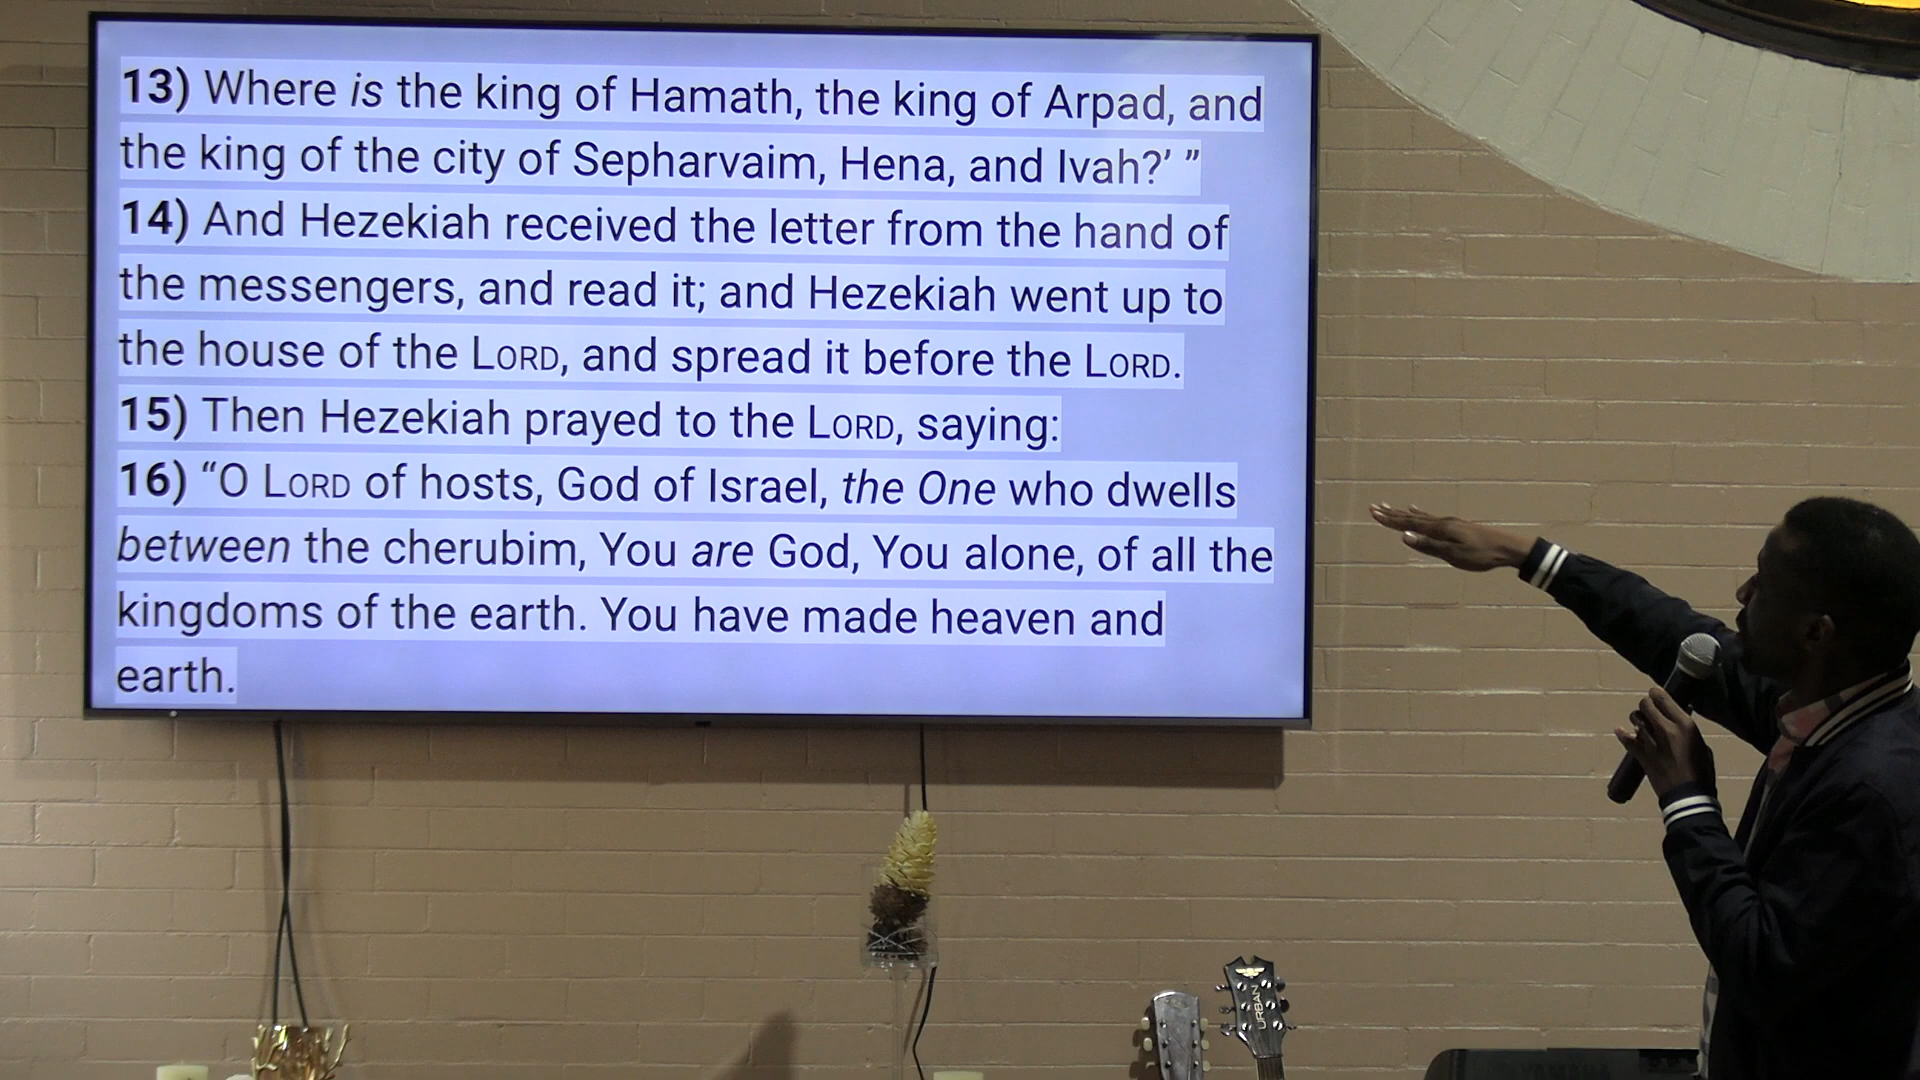 13) Where is the king of Hamath, the king of Arpad, and
the king of the city of Sepharvaim, Hena, and Ivah?’ ”
14) And Hezekiah received the letter from the hand of
the messengers, and read it; and Hezekiah went up to
the house of the LORD, and spread it before the LORD.
15) Then Hezekiah prayed to the LORD, saying:
16) “O LORD of hosts, God of Israel, the One who dwells
between the cherubim, You are God, You alone, of all the
kingdoms of the earth. You have made heaven and
earth.
URBAN
YAMAHA